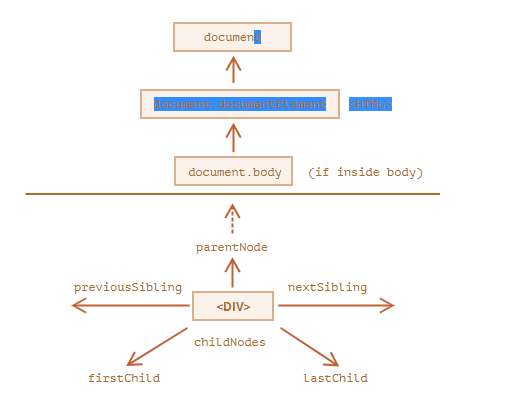 document
document.documentElement <HTML>
document.body (if inside body)
parentNode
previousSibling nextSibling
<DIV>
childNodes
firstChild lastChild